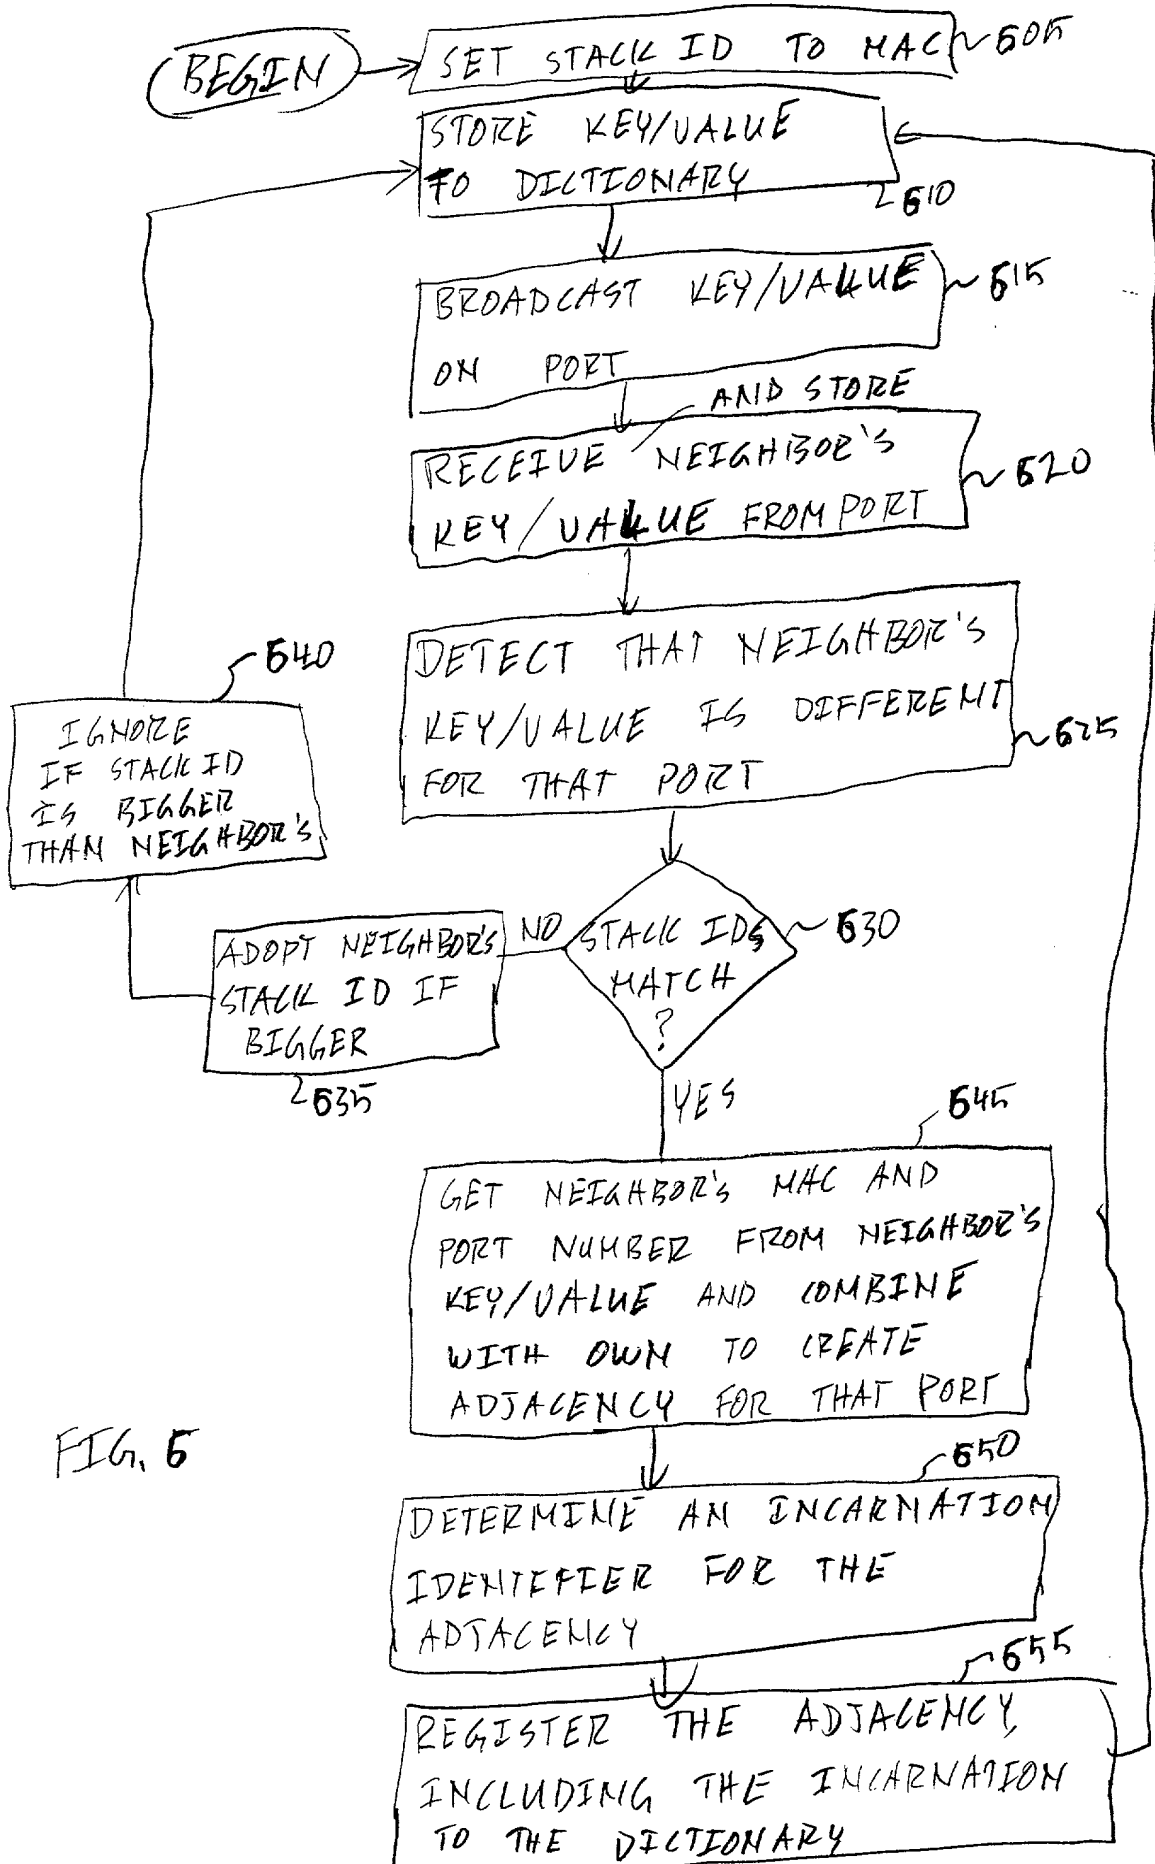 BEGIN
SET STACK ID TO MAC
605
STORE KEY/VALUE
TO DICTIONARY
610
BROADCAST KEY/VALUE
ON PORT
615
AND STORE
RECEIVE NEIGHBOR'S
KEY/VALUE FROM PORT
620
DETECT THAT NEIGHBOR'S
KEY/VALUE IS DIFFERENT
FOR THAT PORT
625
640
IGNORE
IF STACK ID
IS BIGGER
THAN NEIGHBOR'S
STACK IDS
MATCH
?
630
NO
ADOPT NEIGHBOR'S
STACK ID IF
BIGGER
635
YES
645
GET NEIGHBOR'S MAC AND
PORT NUMBER FROM NEIGHBOR'S
KEY/VALUE AND COMBINE
WITH OWN TO CREATE
ADJACENCY FOR THAT PORT
FIG. 6
650
DETERMINE AN INCARNATION
IDENTIFIER FOR THE
ADJACENCY
655
REGISTER THE ADJACENCY,
INCLUDING THE INCARNATION
TO THE DICTIONARY